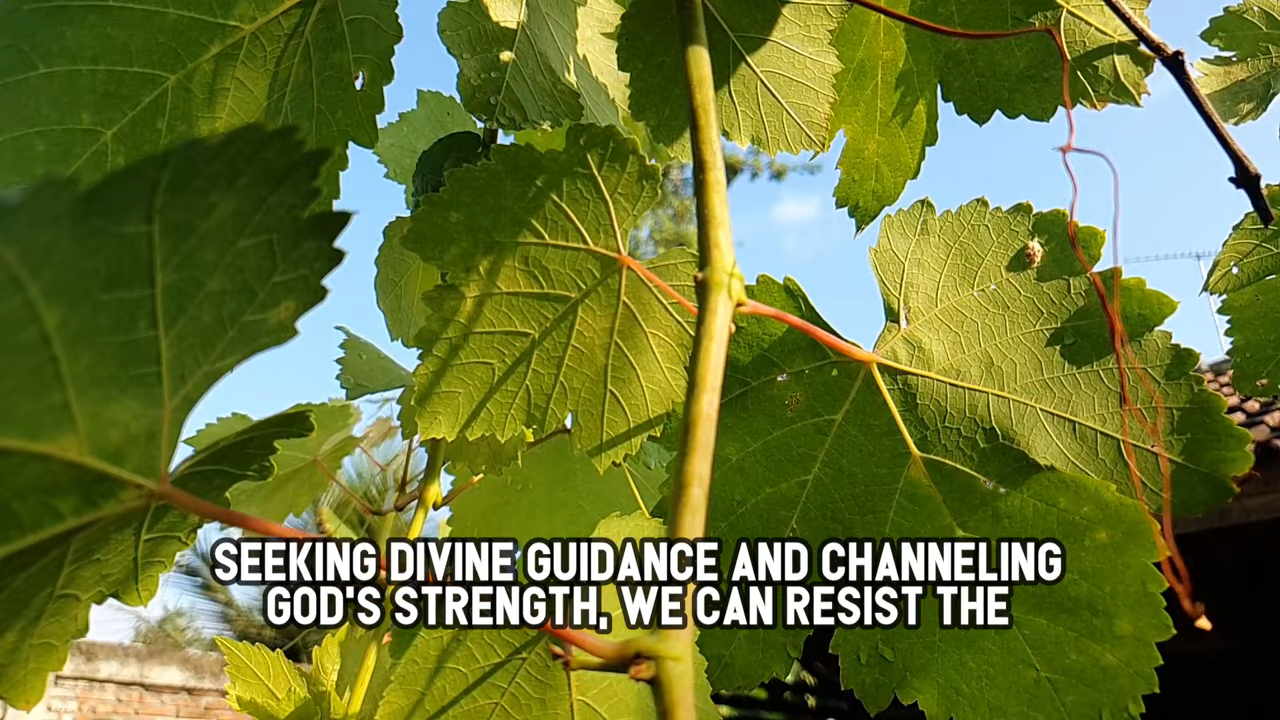 SEEKING DIVINE GUIDANCE AND CHANNELING
GOD'S STRENGTH, WE CAN RESIST THE